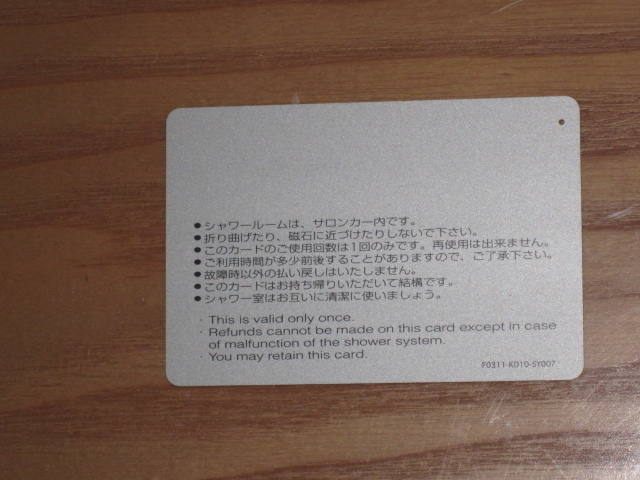 ●シャワールームは、サロンカー内です。
●折り曲げたり、磁石に近づけたりしないで下さい。
●このカードのご使用回数は1回のみです。再使用は出来ません。
●ご利用時間が多少前後することがありますので、ご了承下さい。
●故障時以外の払い戻しはいたしません。
●このカードはお持ち帰りいただいて結構です。
●シャワー室はお互いに清潔に使いましょう。
· This is valid only once.
· Refunds cannot be made on this card except in case
of malfunction of the shower system.
· You may retain this card.
F0311-K010-SY007